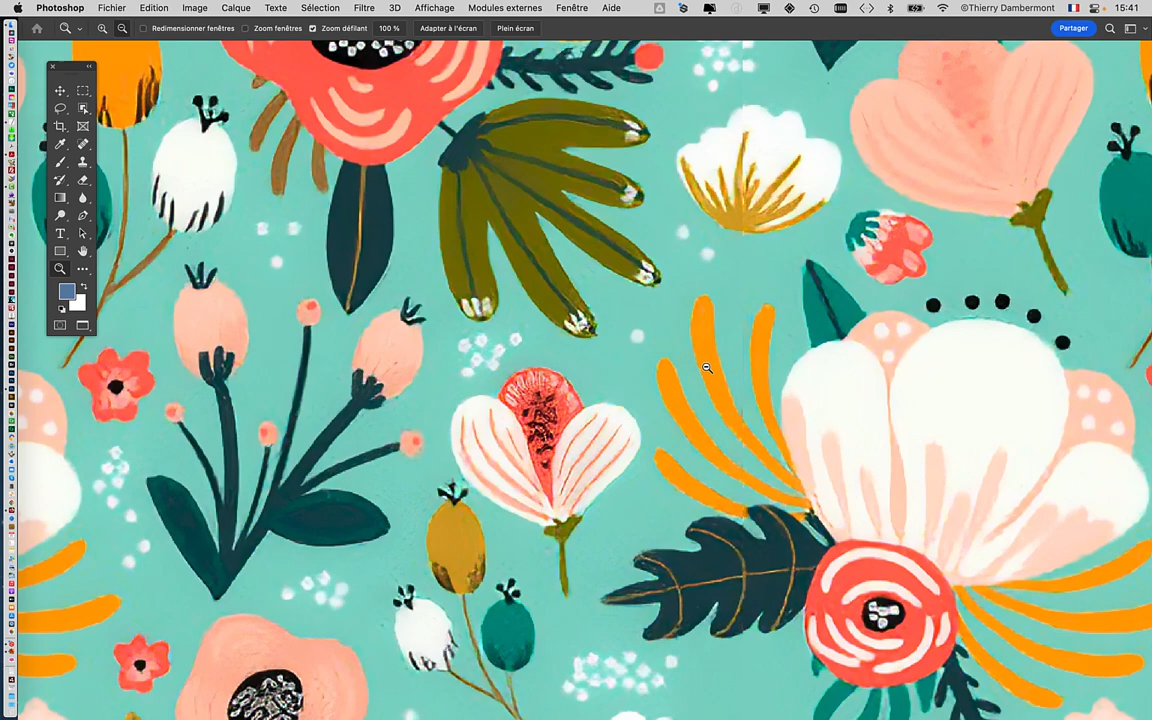 Photoshop Fichier Edition Image Calque Texte Sélection Filtre 3D Affichage Modules externes Fenêtre Aide ©Thierry Dambermont 15:41
Redimensionner fenêtres Zoom fenêtres Zoom défilant 100 % Adapter à l'écran Plein écran Partager
T